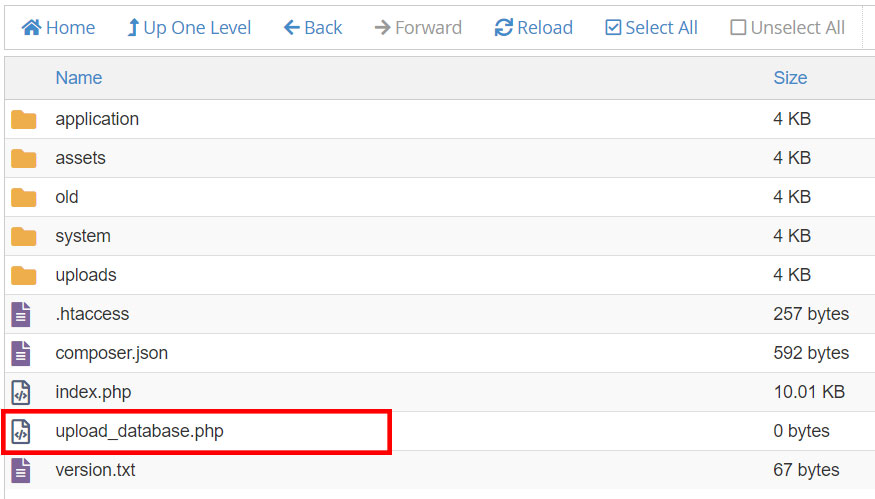 Home Up One Level Back Forward Reload Select All Unselect All
Name Size
application 4 KB
assets 4 KB
old 4 KB
system 4 KB
uploads 4 KB
.htaccess 257 bytes
composer.json 592 bytes
index.php 10.01 KB
upload_database.php 0 bytes
version.txt 67 bytes